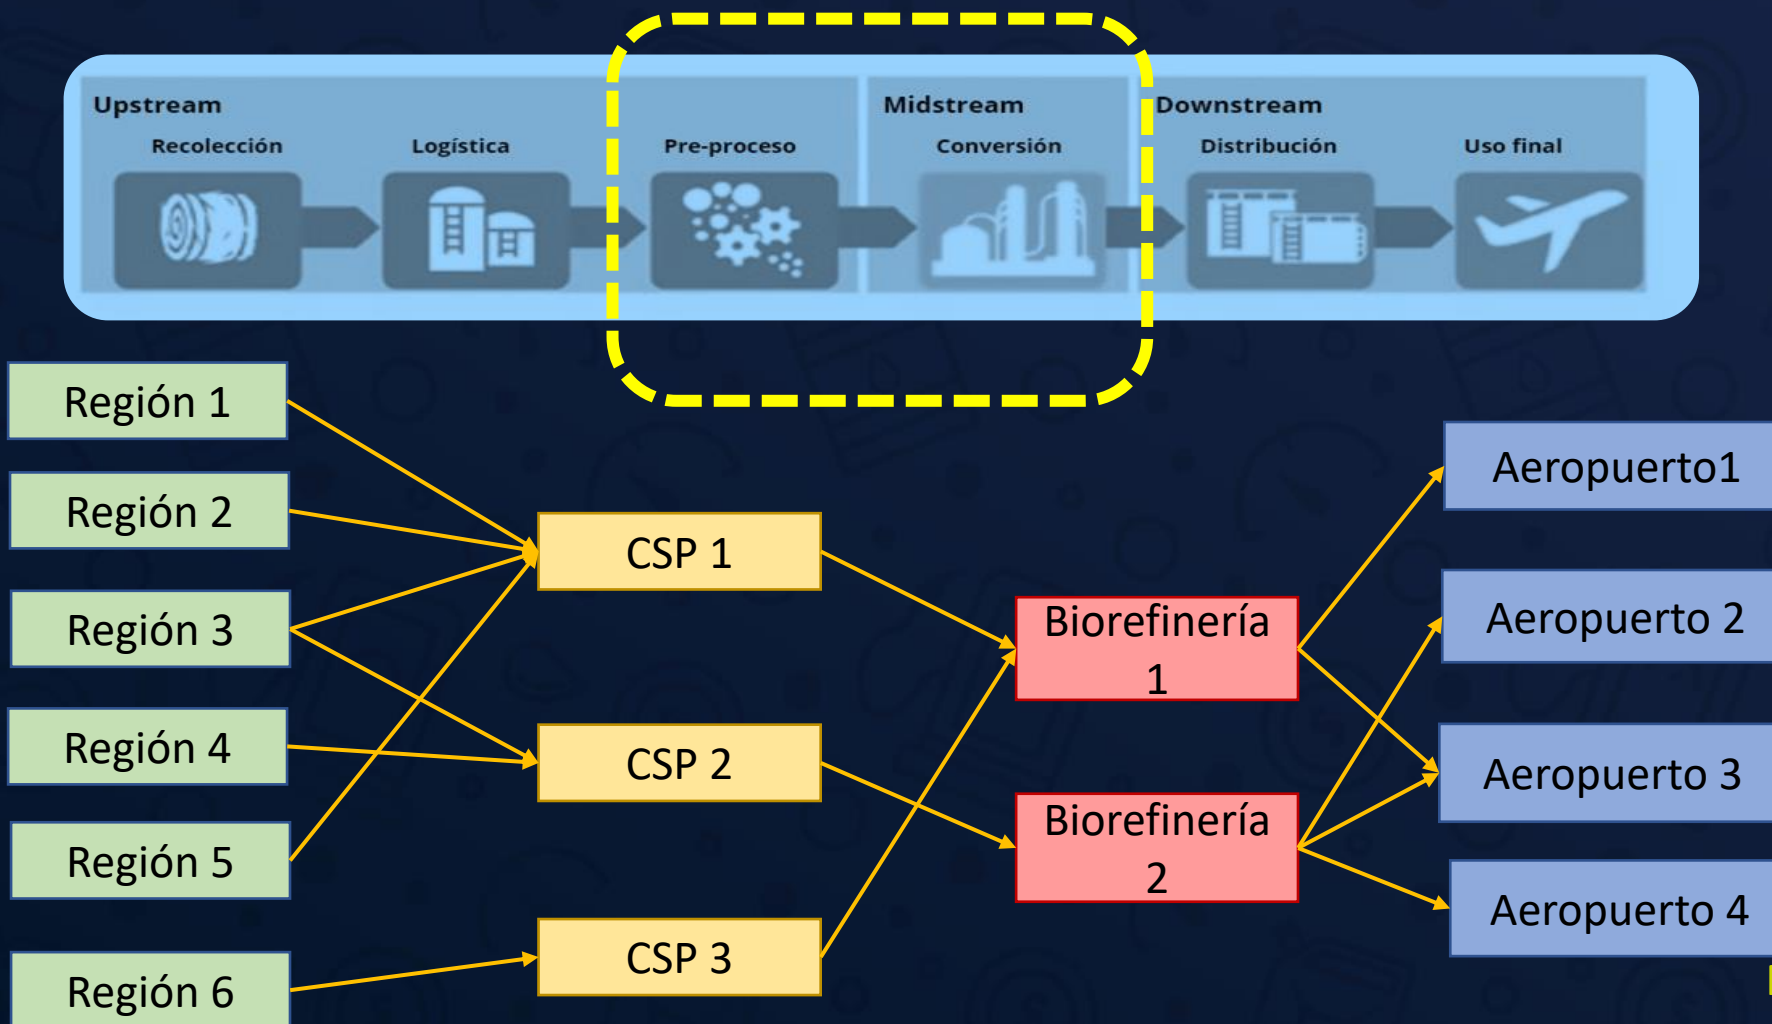 Upstream
Midstream
Downstream
Recolección
Logística
Pre-proceso
Conversión
Distribución
Uso final
Región 1
Región 2
Región 3
Región 4
Región 5
Región 6
CSP 1
CSP 2
CSP 3
Biorefinería
1
Biorefinería
2
Aeropuerto1
Aeropuerto 2
Aeropuerto 3
Aeropuerto 4